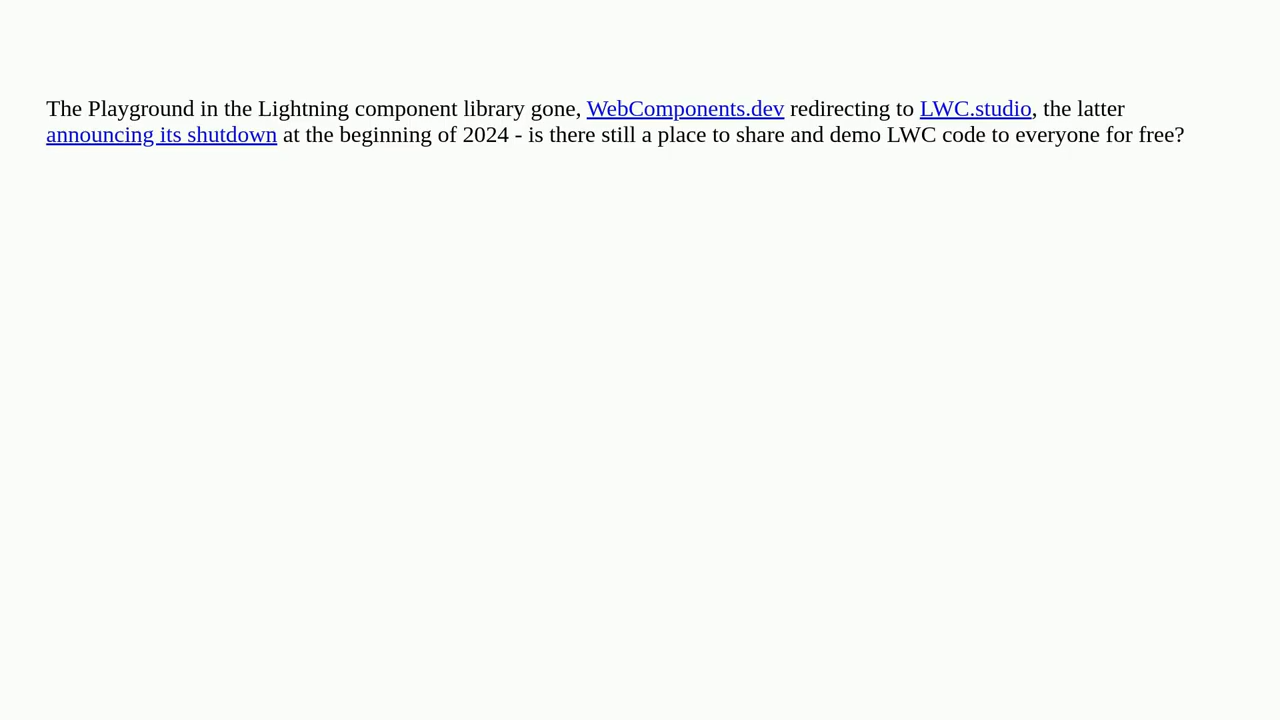 The Playground in the Lightning component library gone, WebComponents.dev redirecting to LWC.studio, the latter
announcing its shutdown at the beginning of 2024 - is there still a place to share and demo LWC code to everyone for free?